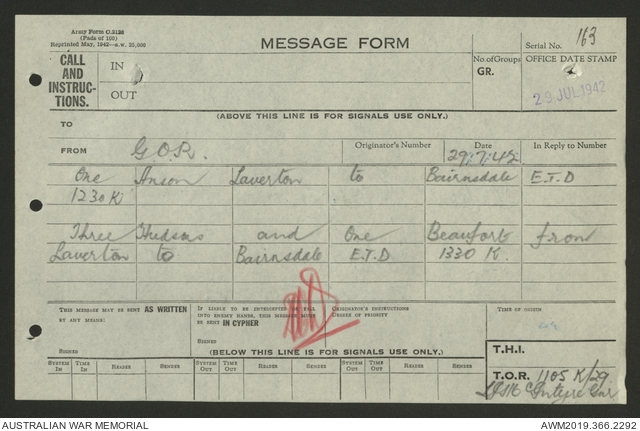 Army Form C.2128
(Pads of 100)
Reprinted May, 1942—a.w. 25,000
MESSAGE FORM
Serial No. 163
CALL AND INSTRUC-TIONS.
IN
OUT
No. of Groups
GR.
OFFICE DATE STAMP
29 JUL 1942
(ABOVE THIS LINE IS FOR SIGNALS USE ONLY.)
TO
FROM G.O.R.
Originator's Number
Date
29/7/42
In Reply to Number
One Anson Laverton to Bairnsdale E.T.D
1230 K
Three Hudsons and One Beaufort from
Laverton to Bairnsdale E.T.D 1330 K.
THIS MESSAGE MAY BE SENT AS WRITTEN BY ANY MEANS.
IF LIABLE TO BE INTERCEPTED OR FALL INTO ENEMY HANDS, THIS MESSAGE MUST BE SENT IN CYPHER
ORIGINATOR'S INSTRUCTIONS
DEGREE OF PRIORITY
TIME OF ORIGIN
SIGNED
SIGNED
(BELOW THIS LINE IS FOR SIGNALS USE ONLY.)
T.H.I.
SYSTEM IN TIME IN READER SENDER SYSTEM OUT TIME OUT READER SENDER SYSTEM OUT TIME OUT READER SENDER
T.O.R. 1105 K/29
AUSTRALIAN WAR MEMORIAL
AWM2019.366.2292